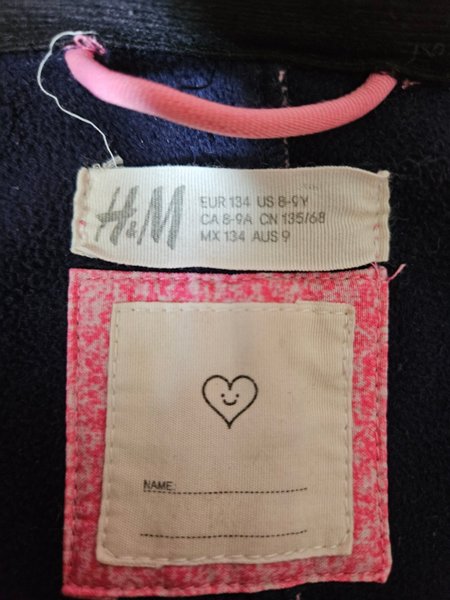 H&M
EUR 134 US 8-9Y
CA 8-9A CN 135/68
MX 134 AUS 9
NAME: